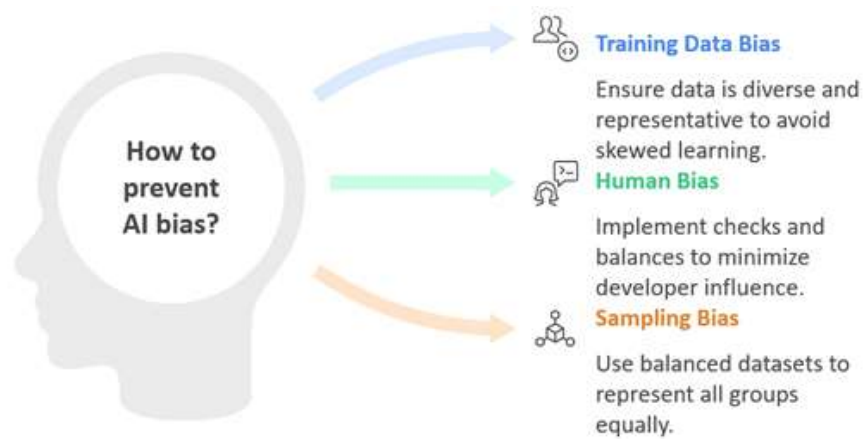 How to
prevent
AI bias?
Training Data Bias
Ensure data is diverse and
representative to avoid
skewed learning.
Human Bias
Implement checks and
balances to minimize
developer influence.
Sampling Bias
Use balanced datasets to
represent all groups
equally.